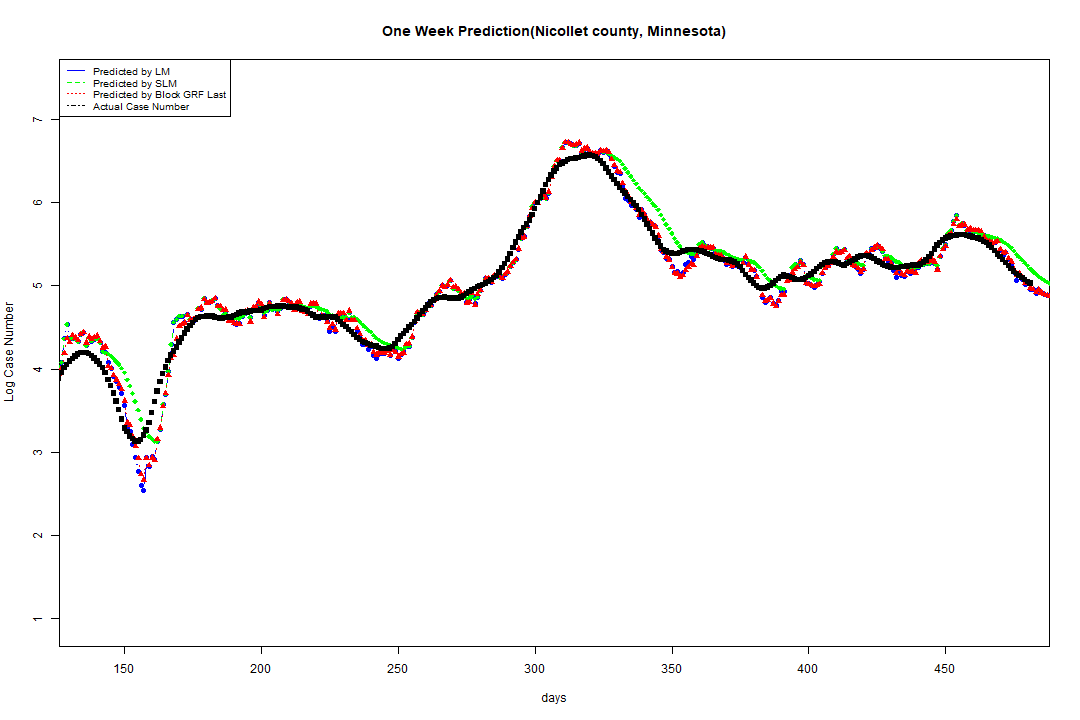 One Week Prediction(Nicollet county, Minnesota)
Predicted by LM
Predicted by SLM
Predicted by Block GRF Last
Actual Case Number
Log Case Number
7
6
5
4
3
2
1
150 200 250 300 350 400 450
days